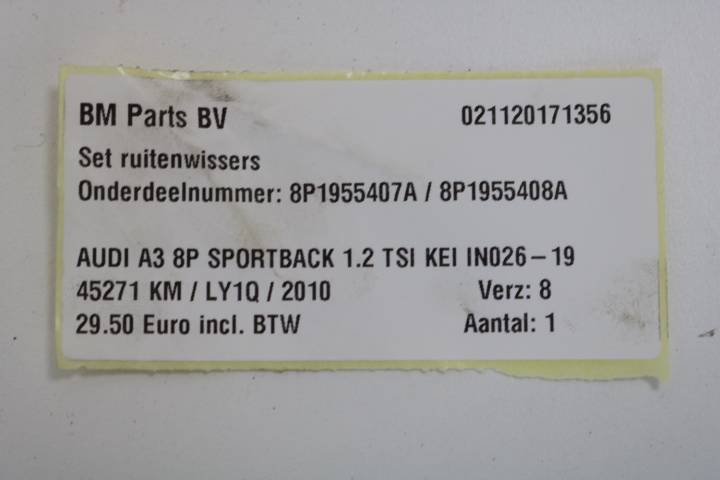 BM Parts BV 021120171356
Set ruitenwissers
Onderdeelnummer: 8P1955407A / 8P1955408A
AUDI A3 8P SPORTBACK 1.2 TSI KEI IN026-19
45271 KM / LY1Q / 2010 Verz: 8
29.50 Euro incl. BTW Aantal: 1